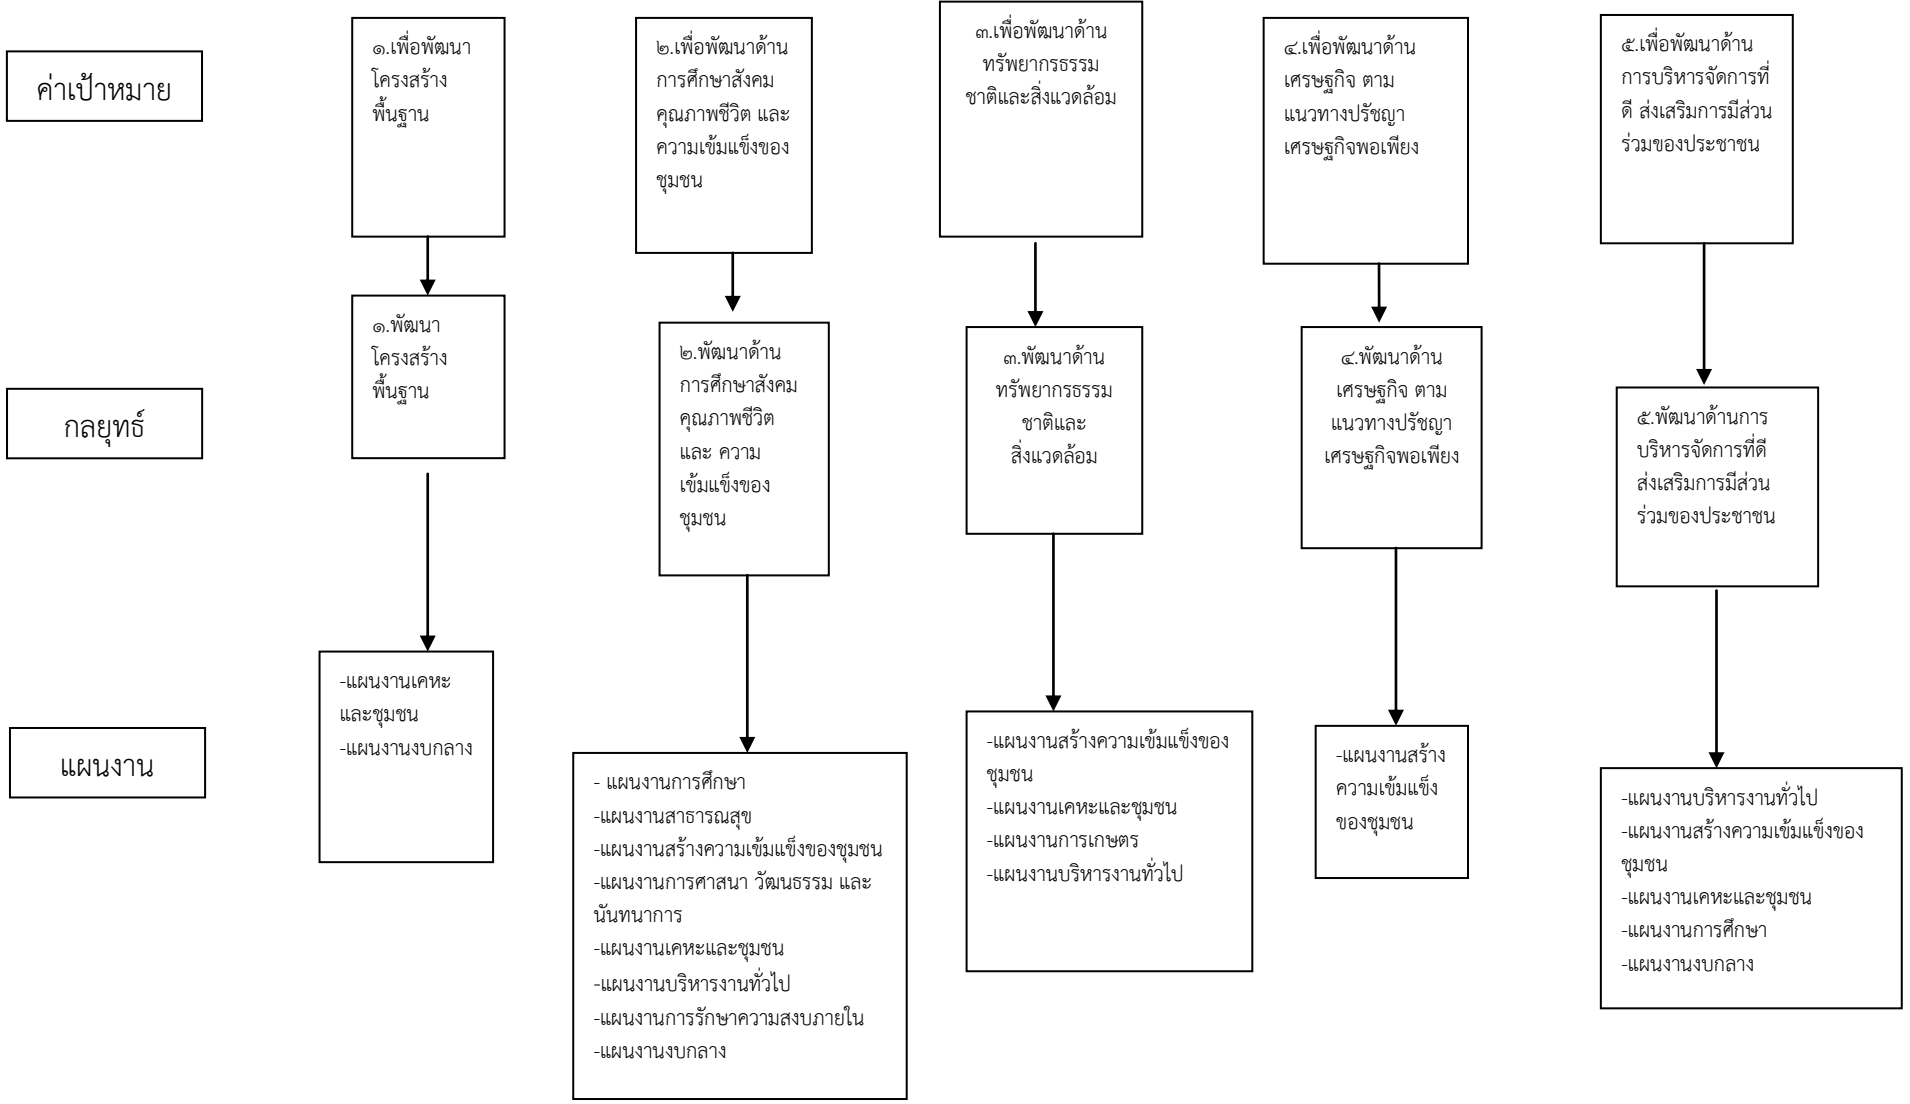 ค่าเป้าหมาย
๑.เพื่อพัฒนา
โครงสร้าง
พื้นฐาน
๒.เพื่อพัฒนาด้าน
การศึกษาสังคม
คุณภาพชีวิต และ
ความเข้มแข็งของ
ชุมชน
๓.เพื่อพัฒนาด้าน
ทรัพยากรธรรม
ชาติและสิ่งแวดล้อม
๔.เพื่อพัฒนาด้าน
เศรษฐกิจ ตาม
แนวทางปรัชญา
เศรษฐกิจพอเพียง
๕.เพื่อพัฒนาด้าน
การบริหารจัดการที่
ดี ส่งเสริมการมีส่วน
ร่วมของประชาชน
กลยุทธ์
๑.พัฒนา
โครงสร้าง
พื้นฐาน
๒.พัฒนาด้าน
การศึกษาสังคม
คุณภาพชีวิต
และ ความ
เข้มแข็งของ
ชุมชน
๓.พัฒนาด้าน
ทรัพยากรธรรม
ชาติและ
สิ่งแวดล้อม
๔.พัฒนาด้าน
เศรษฐกิจ ตาม
แนวทางปรัชญา
เศรษฐกิจพอเพียง
๕.พัฒนาด้านการ
บริหารจัดการที่ดี
ส่งเสริมการมีส่วน
ร่วมของประชาชน
แผนงาน
-แผนงานเคหะ
และชุมชน
-แผนงานงบกลาง
- แผนงานการศึกษา
-แผนงานสาธารณสุข
-แผนงานสร้างความเข้มแข็งของชุมชน
-แผนงานการศาสนา วัฒนธรรม และ
นันทนาการ
-แผนงานเคหะและชุมชน
-แผนงานบริหารงานทั่วไป
-แผนงานการรักษาความสงบภายใน
-แผนงานงบกลาง
-แผนงานสร้างความเข้มแข็งของ
ชุมชน
-แผนงานเคหะและชุมชน
-แผนงานการเกษตร
-แผนงานบริหารงานทั่วไป
-แผนงานสร้าง
ความเข้มแข็ง
ของชุมชน
-แผนงานบริหารงานทั่วไป
-แผนงานสร้างความเข้มแข็งของ
ชุมชน
-แผนงานเคหะและชุมชน
-แผนงานการศึกษา
-แผนงานงบกลาง